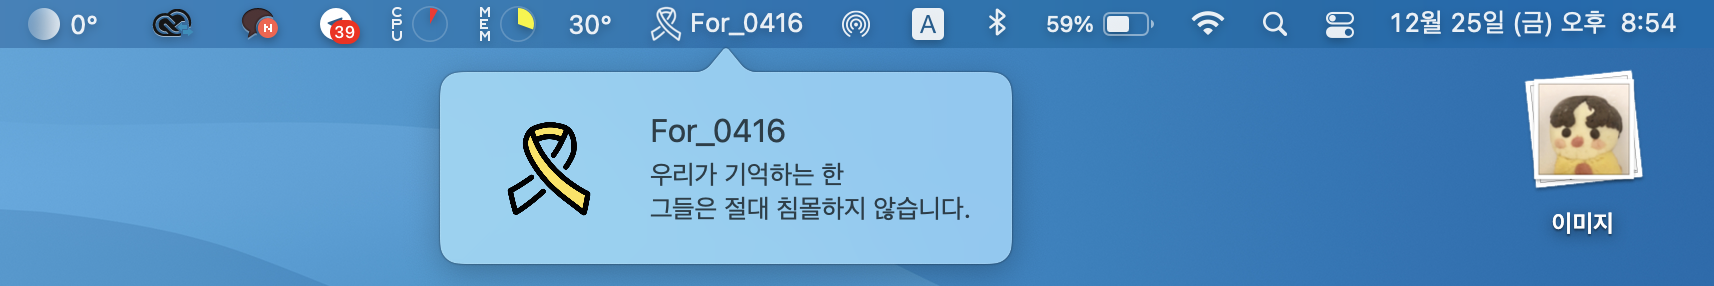 0° N 39 CPU MEM 30° For_0416 A 59% 12월 25일 (금) 오후 8:54
For_0416
우리가 기억하는 한
그들은 절대 침몰하지 않습니다.
이미지